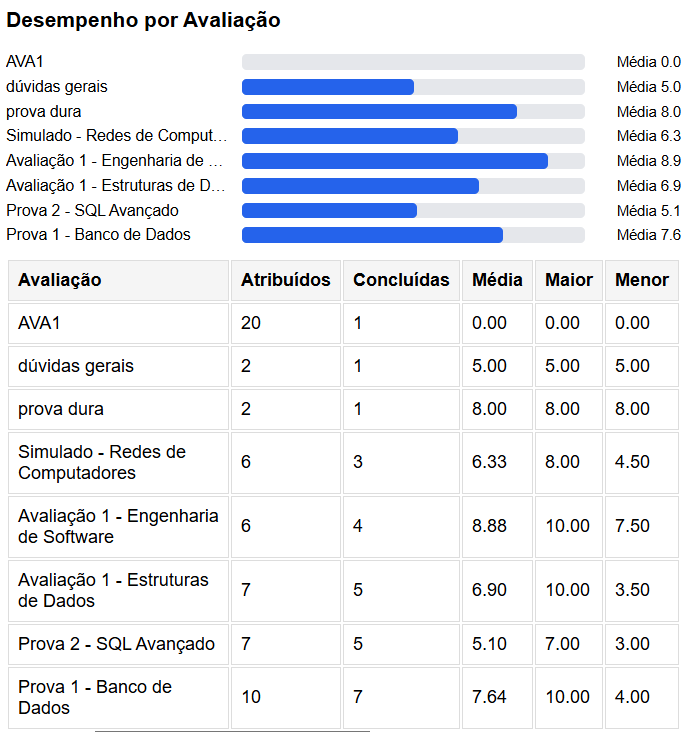 Desempenho por Avaliação
AVA1 Média 0.0
dúvidas gerais Média 5.0
prova dura Média 8.0
Simulado - Redes de Comput... Média 6.3
Avaliação 1 - Engenharia de ... Média 8.9
Avaliação 1 - Estruturas de D... Média 6.9
Prova 2 - SQL Avançado Média 5.1
Prova 1 - Banco de Dados Média 7.6
Avaliação Atribuídos Concluídas Média Maior Menor
AVA1 20 1 0.00 0.00 0.00
dúvidas gerais 2 1 5.00 5.00 5.00
prova dura 2 1 8.00 8.00 8.00
Simulado - Redes de
Computadores 6 3 6.33 8.00 4.50
Avaliação 1 - Engenharia
de Software 6 4 8.88 10.00 7.50
Avaliação 1 - Estruturas
de Dados 7 5 6.90 10.00 3.50
Prova 2 - SQL Avançado 7 5 5.10 7.00 3.00
Prova 1 - Banco de
Dados 10 7 7.64 10.00 4.00